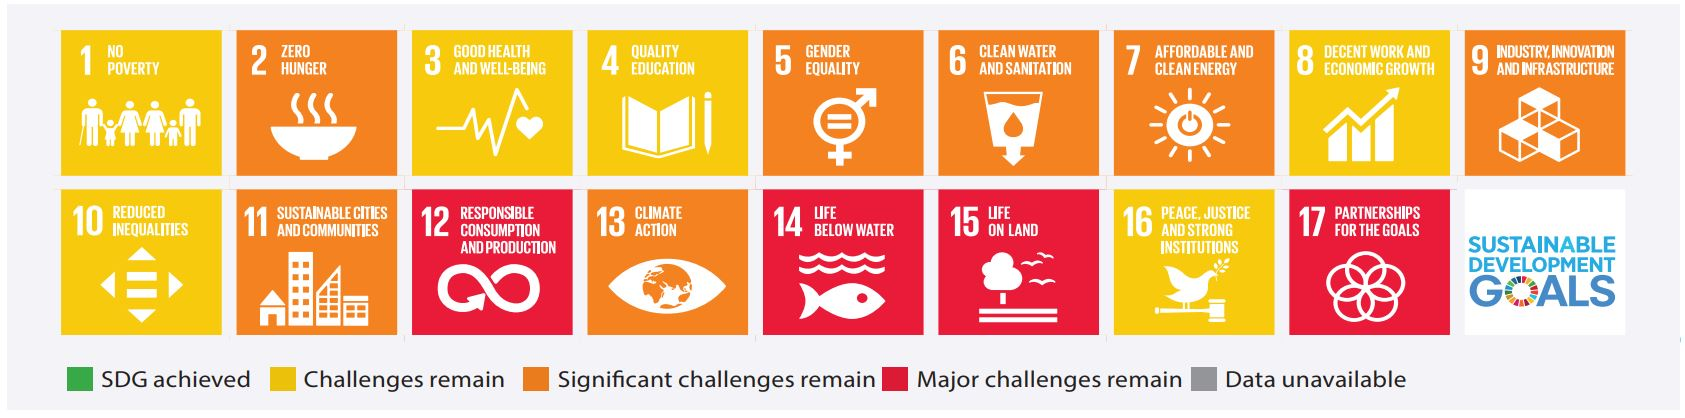 1 NO
POVERTY
2 ZERO
HUNGER
3 GOOD HEALTH
AND WELL-BEING
4 QUALITY
EDUCATION
5 GENDER
EQUALITY
6 CLEAN WATER
AND SANITATION
7 AFFORDABLE AND
CLEAN ENERGY
8 DECENT WORK AND
ECONOMIC GROWTH
9 INDUSTRY, INNOVATION
AND INFRASTRUCTURE
10 REDUCED
INEQUALITIES
11 SUSTAINABLE CITIES
AND COMMUNITIES
12 RESPONSIBLE
CONSUMPTION
AND PRODUCTION
13 CLIMATE
ACTION
14 LIFE
BELOW WATER
15 LIFE
ON LAND
16 PEACE, JUSTICE
AND STRONG
INSTITUTIONS
17 PARTNERSHIPS
FOR THE GOALS
SUSTAINABLE
DEVELOPMENT
GOALS
SDG achieved Challenges remain Significant challenges remain Major challenges remain Data unavailable